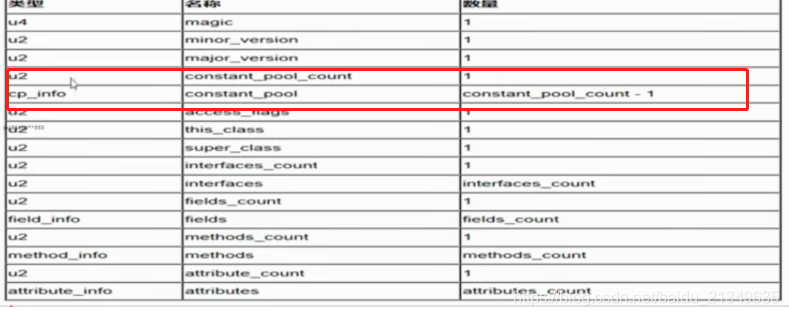 类型 名称 数量
u4 magic 1
u2 minor_version 1
u2 major_version 1
u2 constant_pool_count 1
cp_info constant_pool constant_pool_count - 1
u2 access_flags 1
u2 this_class 1
u2 super_class 1
u2 interfaces_count 1
u2 interfaces interfaces_count
u2 fields_count 1
field_info fields fields_count
u2 methods_count 1
method_info methods methods_count
u2 attribute_count 1
attribute_info attributes attributes_count
https://blog.csdn.net/baidu_21349635